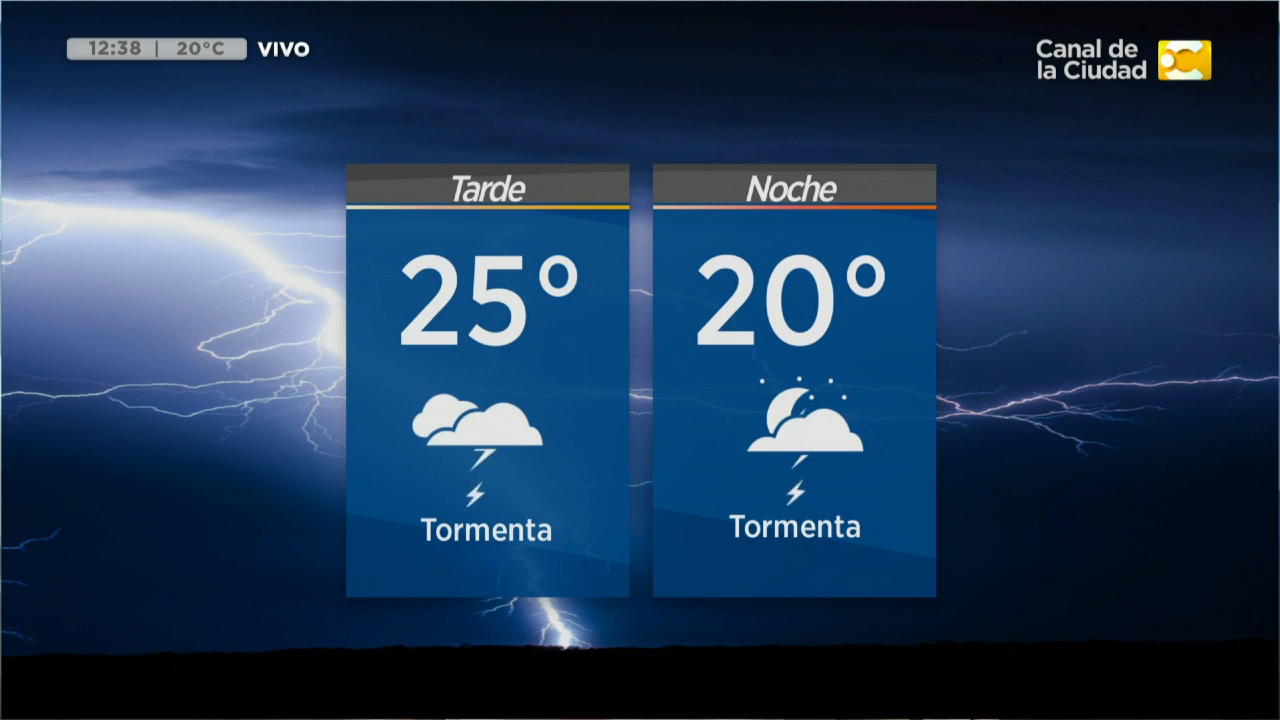 12:38 | 20°C VIVO
Canal de
la Ciudad
Tarde
25°
Tormenta
Noche
20°
Tormenta